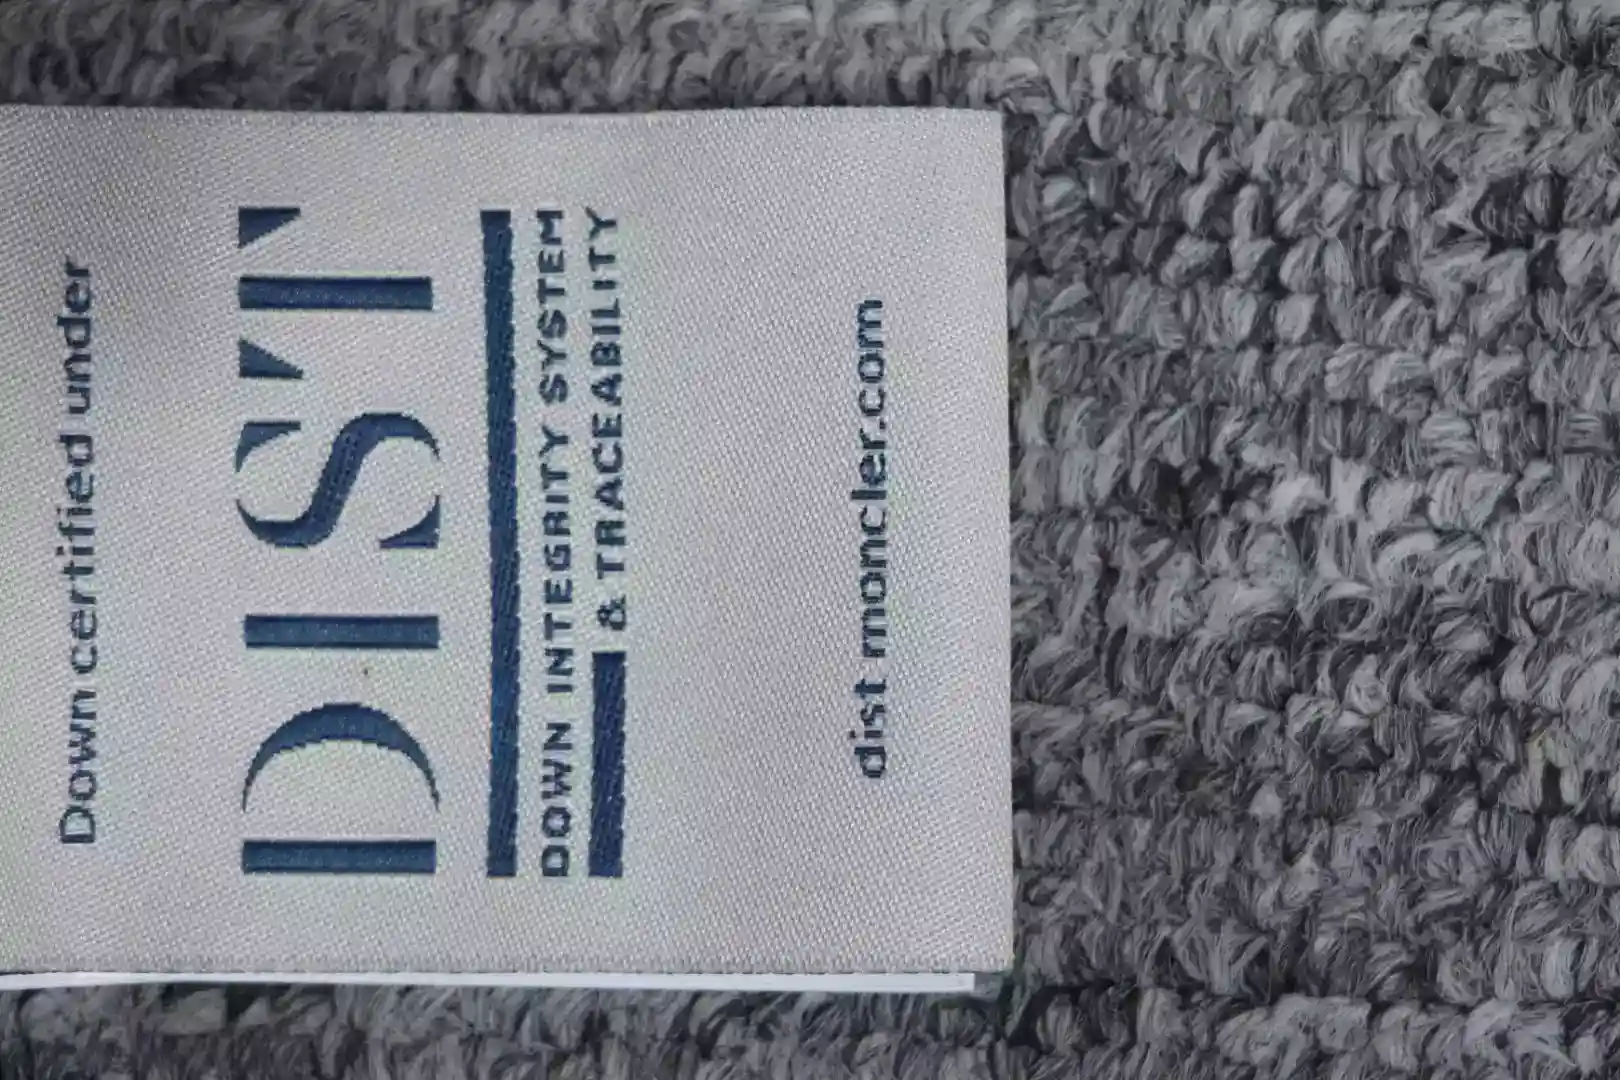 Down certified under
DIST
DOWN INTEGRITY SYSTEM
& TRACEABILITY
dist moncler.com